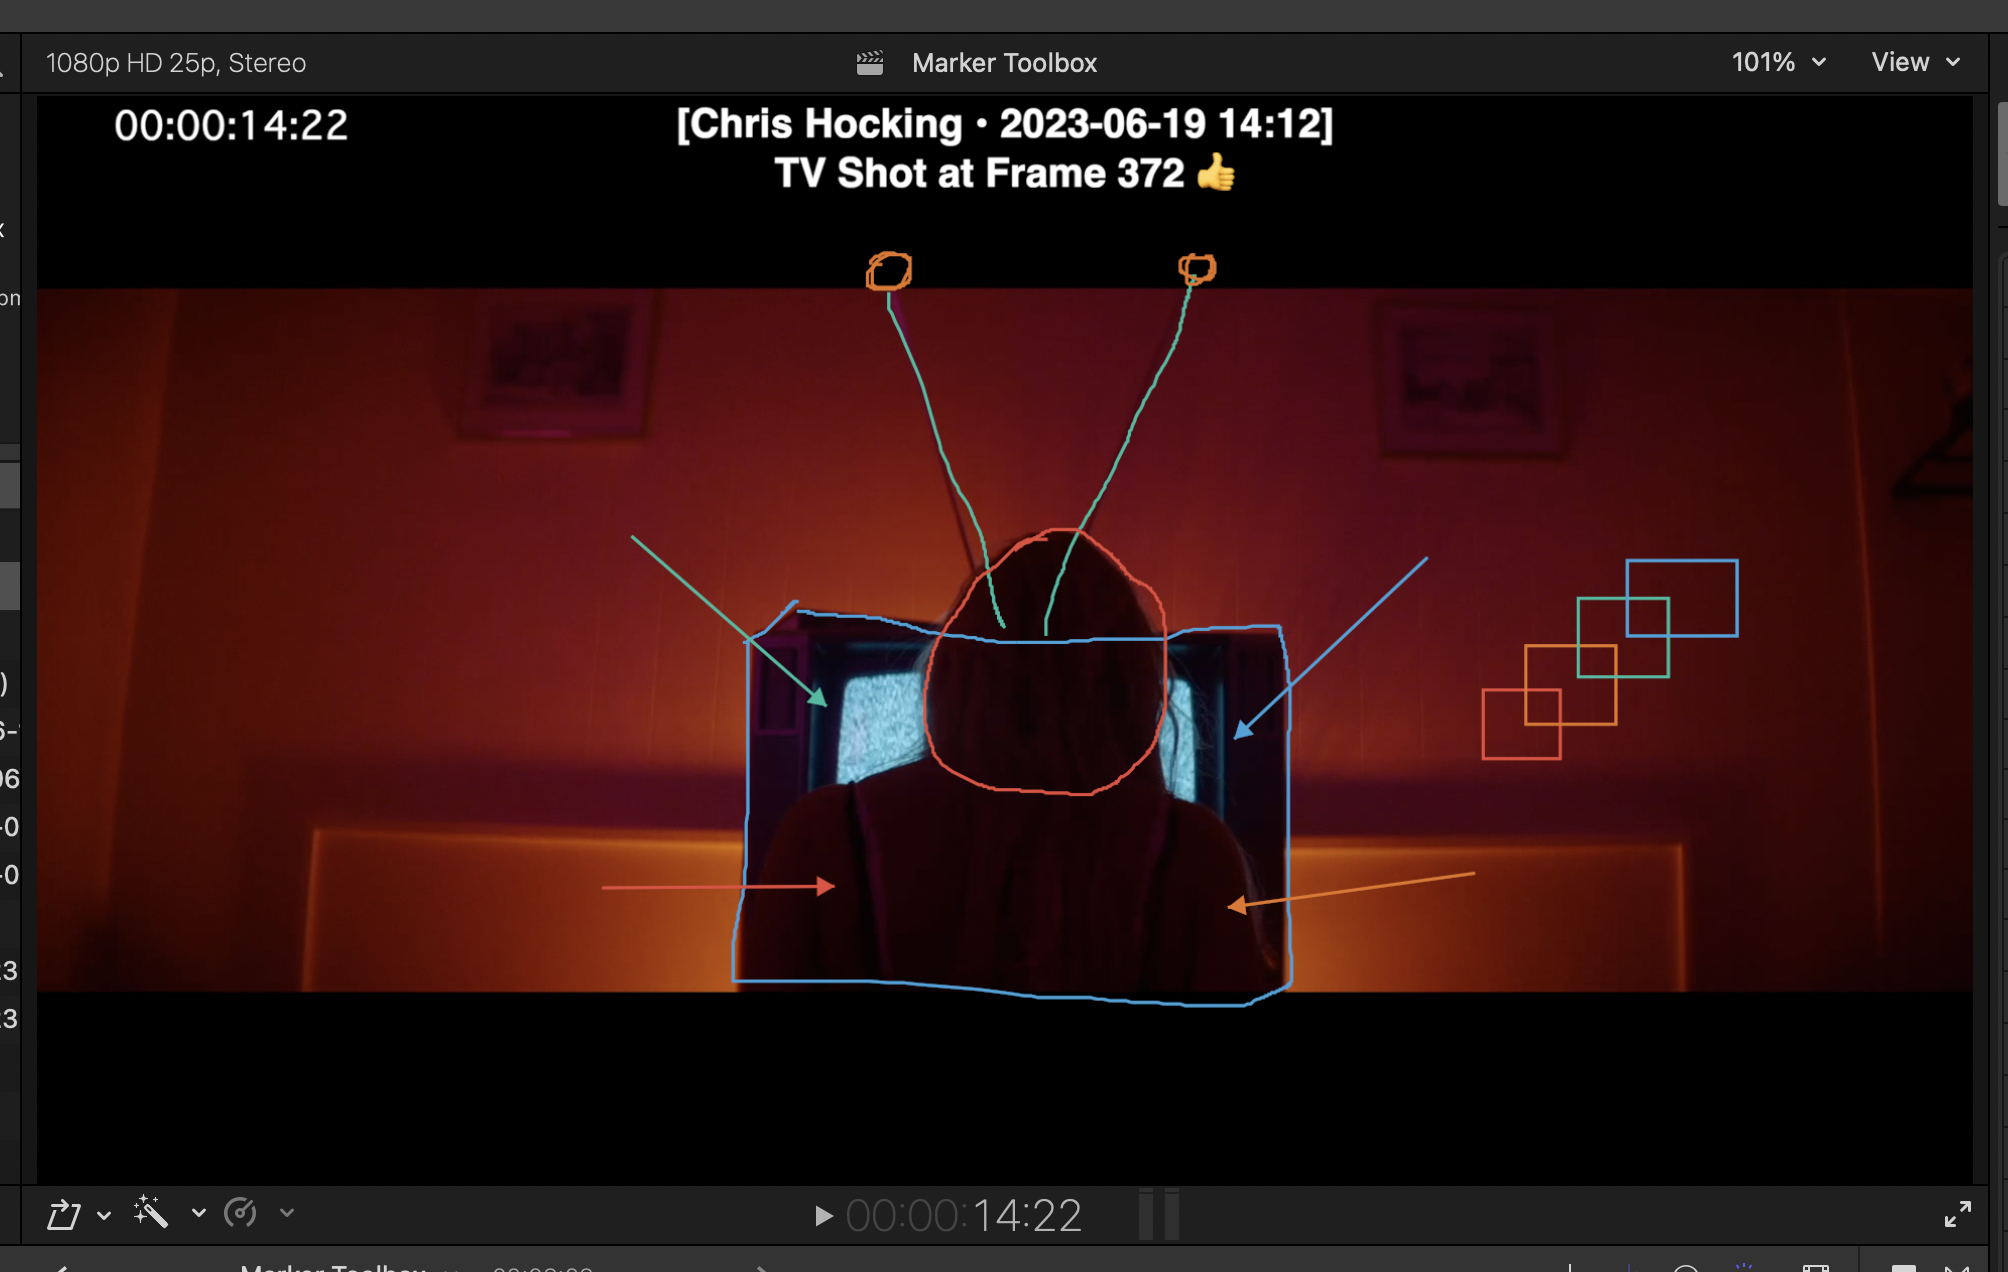 1080p HD 25p, Stereo
Marker Toolbox
101%
View
00:00:14:22
[Chris Hocking • 2023-06-19 14:12]
TV Shot at Frame 372 👍
00:00:14:22